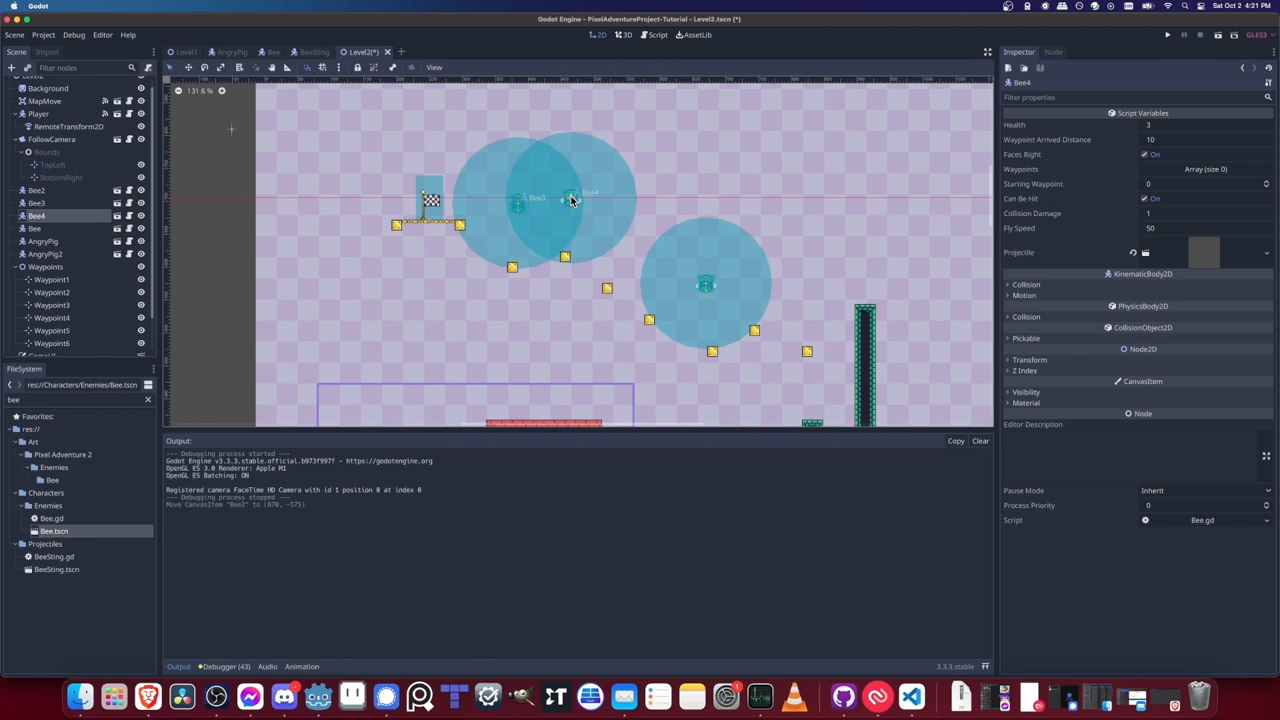 Godot
Sat Oct 2 4:21 PM
Godot Engine - PixelAdventureProject-Tutorial - Level2.tscn (*)
Scene Project Debug Editor Help
2D 3D Script AssetLib
GLES3
Scene Import
Level1 AngryPig Bee BeeSting Level2(*)
Inspector Node
Filter nodes
View
Level2
Background
MapMove
Player
RemoteTransform2D
FollowCamera
Bounds
TopLeft
BottomRight
Bee2
Bee3
Bee4
Bee
AngryPig
AngryPig2
Waypoints
Waypoint1
Waypoint2
Waypoint3
Waypoint4
Waypoint5
Waypoint6
GameUI
131.6 %
Bee3
Bee4
FileSystem
res://Characters/Enemies/Bee.tscn
bee
Favorites:
res://
Art
Pixel Adventure 2
Enemies
Bee
Characters
Enemies
Bee.gd
Bee.tscn
Projectiles
BeeSting.gd
BeeSting.tscn
Output:
Copy Clear
--- Debugging process started ---
Godot Engine v3.3.3.stable.official.b973f997f - https://godotengine.org
OpenGL ES 3.0 Renderer: Apple M1
OpenGL ES Batching: ON
Registered camera FaceTime HD Camera with id 1 position 0 at index 0
--- Debugging process stopped ---
Move CanvasItem "Bee2" to (670, -575)
Output Debugger (43) Audio Animation
3.3.3.stable
Bee4
Filter properties
Script Variables
Health 3
Waypoint Arrived Distance 10
Faces Right On
Waypoints Array (size 0)
Starting Waypoint 0
Can Be Hit On
Collision Damage 1
Fly Speed 50
Projectile
KinematicBody2D
Collision
Motion
PhysicsBody2D
Collision
CollisionObject2D
Pickable
Node2D
Transform
Z Index
CanvasItem
Visibility
Material
Node
Editor Description
Pause Mode Inherit
Process Priority 0
Script Bee.gd